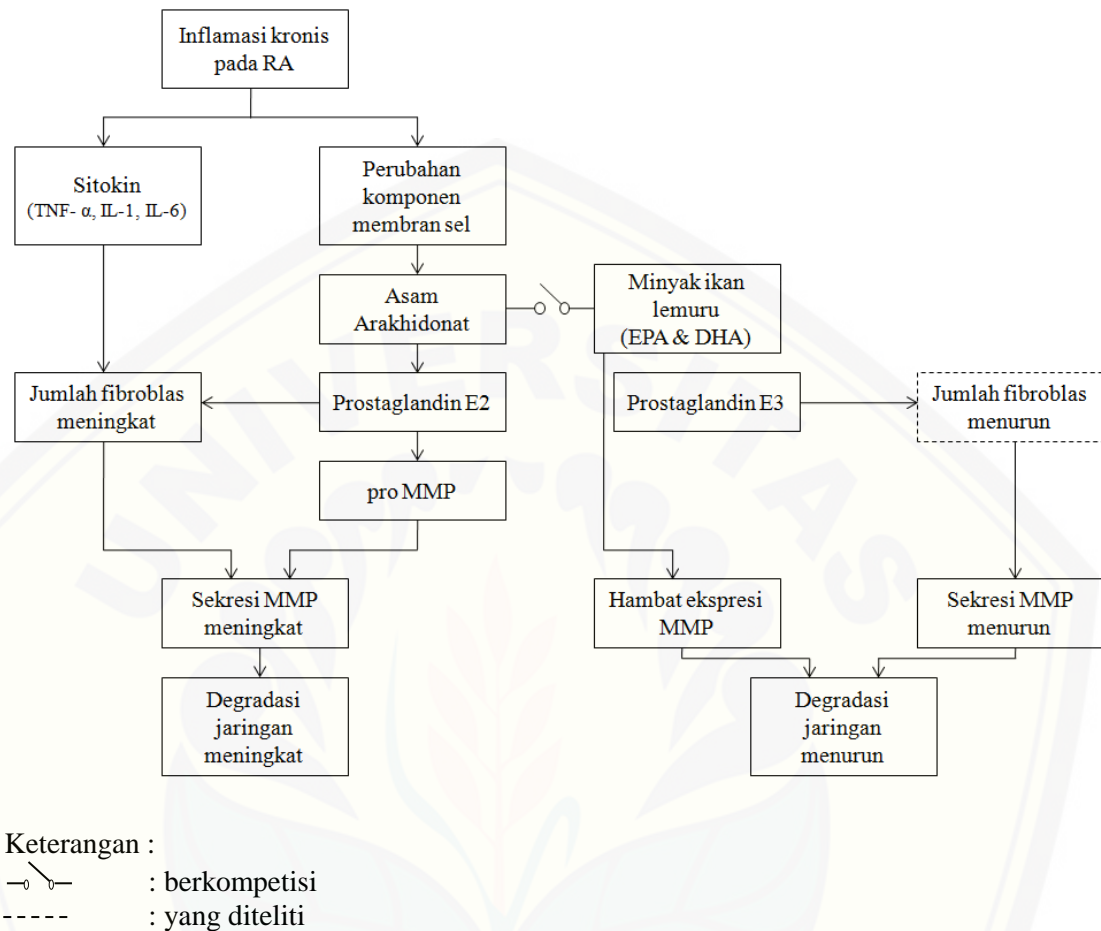 Inflamasi kronis
pada RA
Sitokin
(TNF- α, IL-1, IL-6)
Perubahan
komponen
membran sel
Asam
Arakhidonat
Minyak ikan
lemuru
(EPA & DHA)
Jumlah fibroblas
meningkat
Prostaglandin E2
Prostaglandin E3
Jumlah fibroblas
menurun
pro MMP
Sekresi MMP
meningkat
Hambat ekspresi
MMP
Sekresi MMP
menurun
Degradasi
jaringan
meningkat
Degradasi
jaringan
menurun
UNIVERSITAS
Keterangan :
: berkompetisi
: yang diteliti